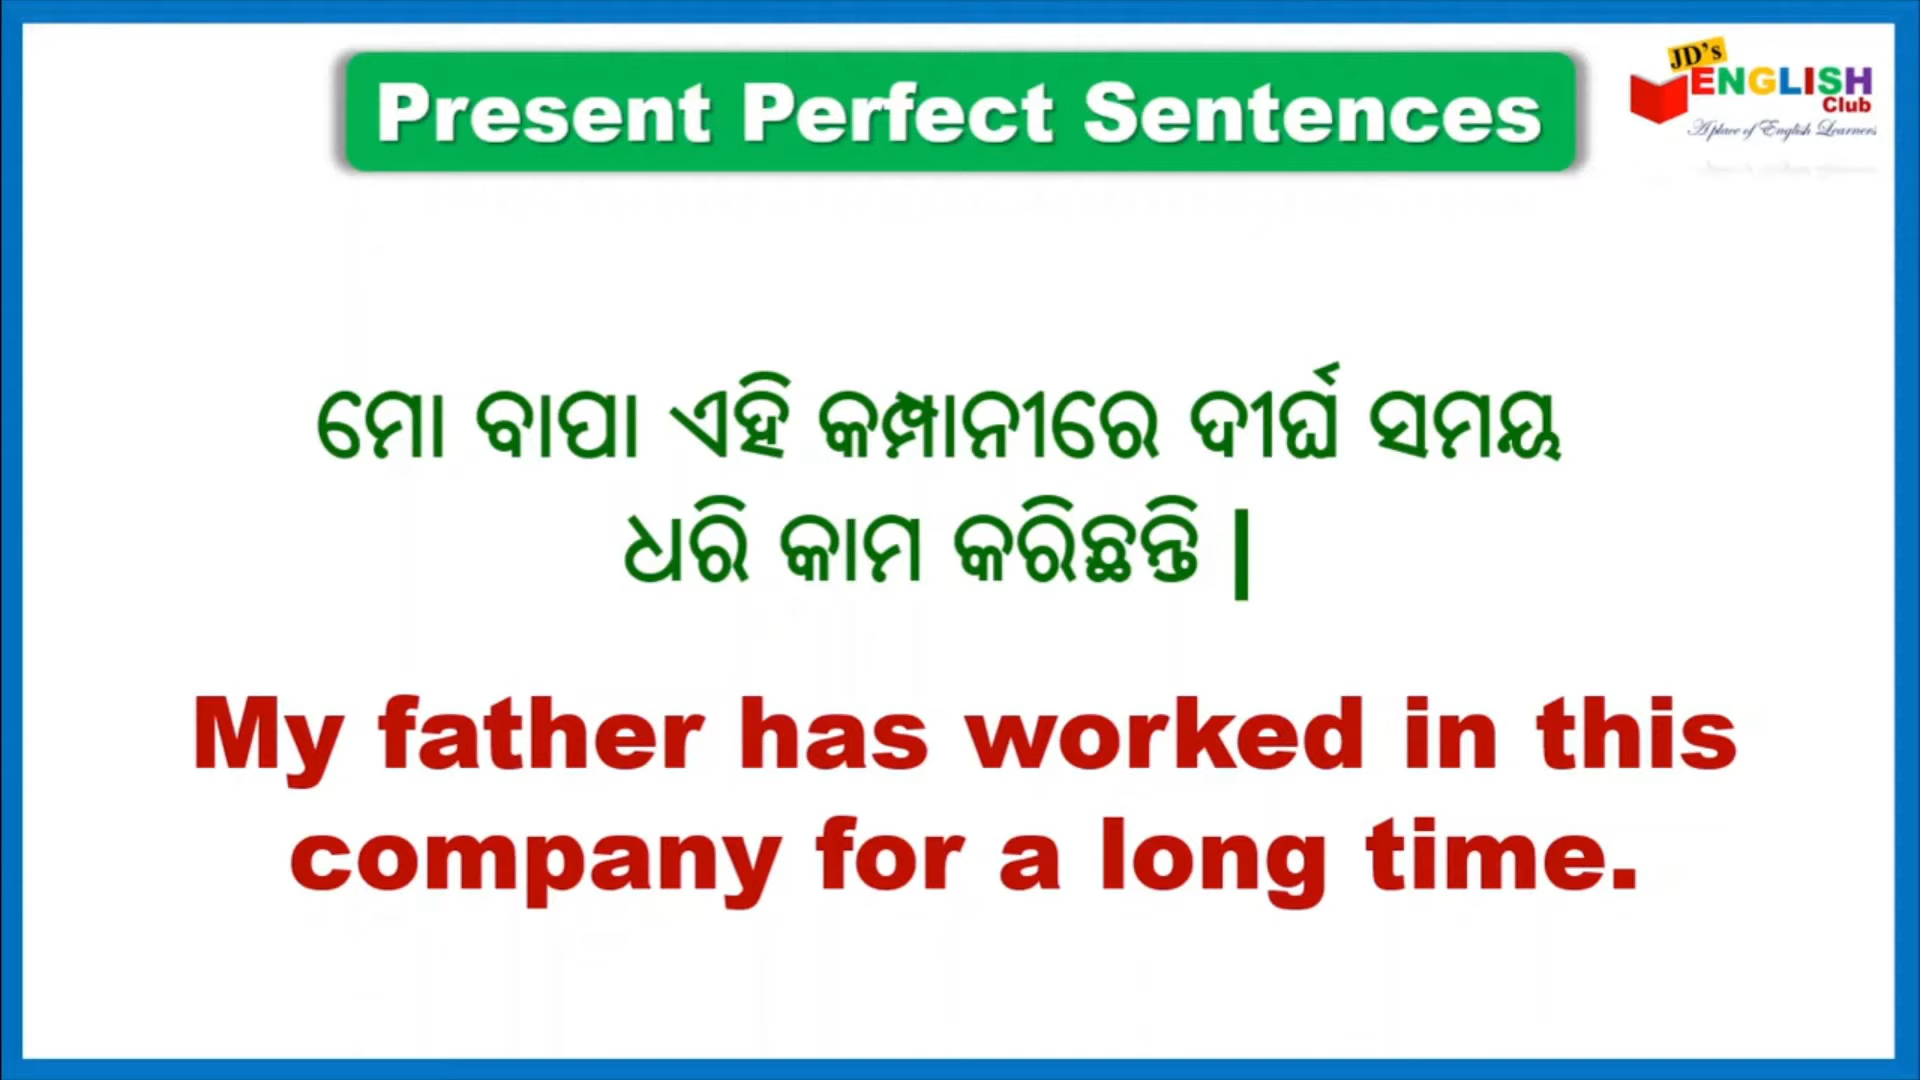 Present Perfect Sentences
JD's
ENGLISH
Club
A place of English Learners
ମୋ ବାପା ଏହି କମ୍ପାନୀରେ ଦୀର୍ଘ ସମୟ
ଧରି କାମ କରିଛନ୍ତି |
My father has worked in this
company for a long time.